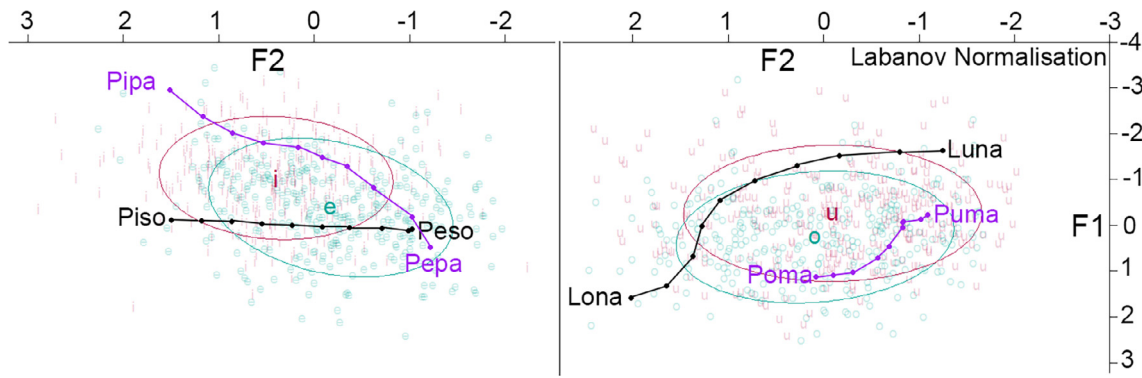 3 2 1 0 -1 -2
F2
Pipa
i
e
Piso
Peso
Pepa
2 1 0 -1 -2 -3
F2
Labanov Normalisation
-4
-3
-2
-1
0
1
2
3
F1
Luna
u
o
Puma
Poma
Lona